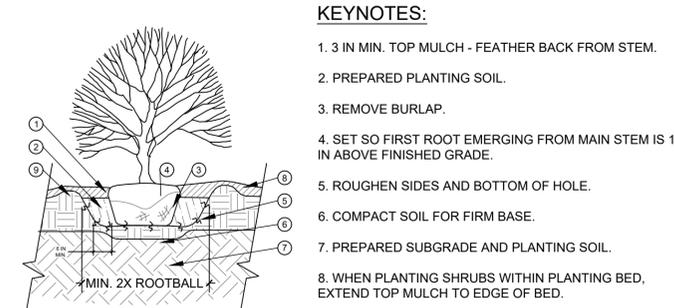 KEYNOTES:
1. 3 IN MIN. TOP MULCH - FEATHER BACK FROM STEM.
2. PREPARED PLANTING SOIL.
3. REMOVE BURLAP.
4. SET SO FIRST ROOT EMERGING FROM MAIN STEM IS 1
IN ABOVE FINISHED GRADE.
5. ROUGHEN SIDES AND BOTTOM OF HOLE.
6. COMPACT SOIL FOR FIRM BASE.
7. PREPARED SUBGRADE AND PLANTING SOIL.
8. WHEN PLANTING SHRUBS WITHIN PLANTING BED,
EXTEND TOP MULCH TO EDGE OF BED.
1
2
9
4
3
8
5
6
7
6 IN
MIN.
MIN. 2X ROOTBALL